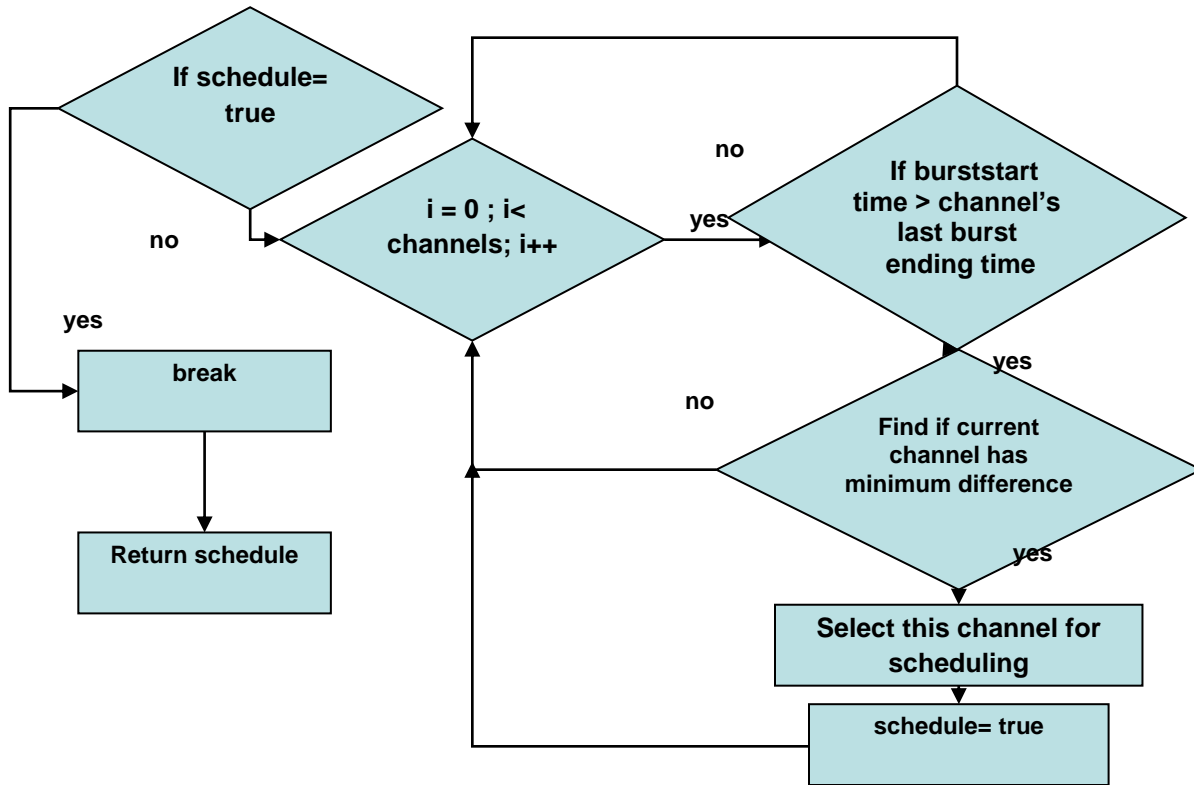 If schedule=
true
no
yes
break
Return schedule
i = 0 ; i<
channels; i++
yes
no
If burststart
time > channel's
last burst
ending time
yes
no
Find if current
channel has
minimum difference
yes
Select this channel for
scheduling
schedule= true